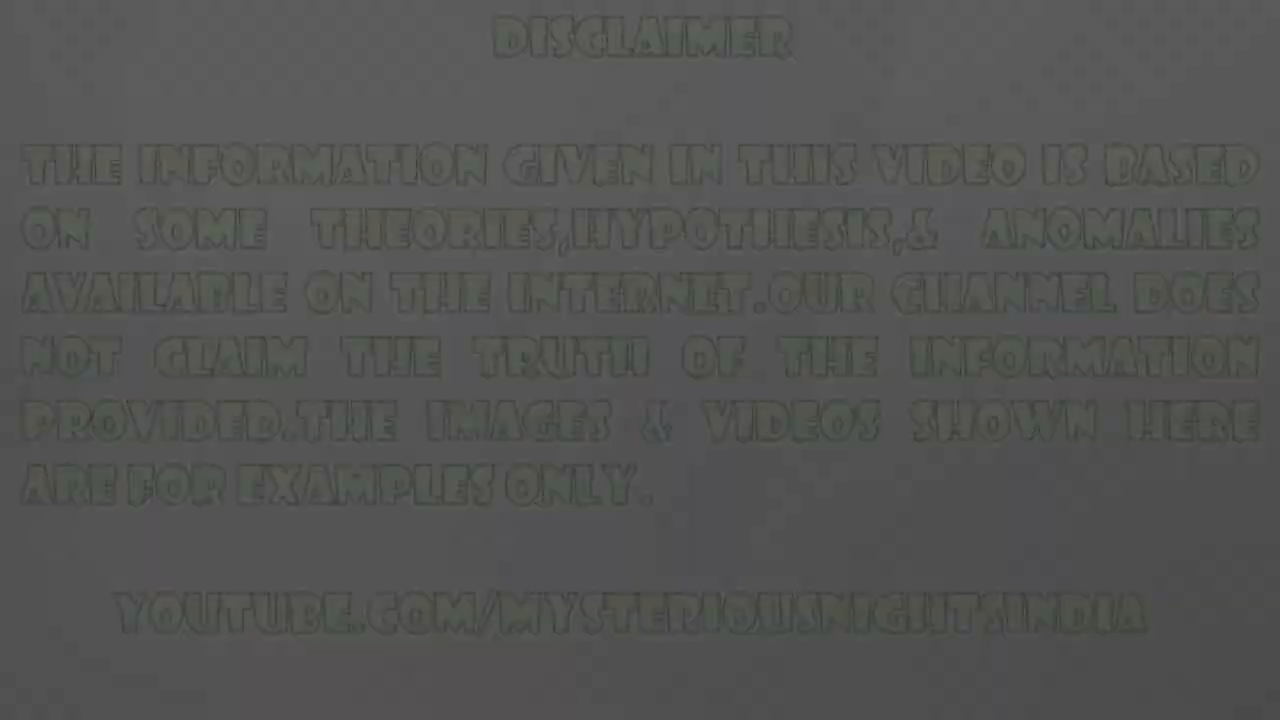 DISCLAIMER
THE INFORMATION GIVEN IN THIS VIDEO IS BASED
ON SOME THEORIES,HYPOTHESIS,& ANOMALIES
AVAILABLE ON THE INTERNET.OUR CHANNEL DOES
NOT CLAIM THE TRUTH OF THE INFORMATION
PROVIDED.THE IMAGES & VIDEOS SHOWN HERE
ARE FOR EXAMPLES ONLY.
YOUTUBE.COM/MYSTERIOUSNIGHTSINDIA